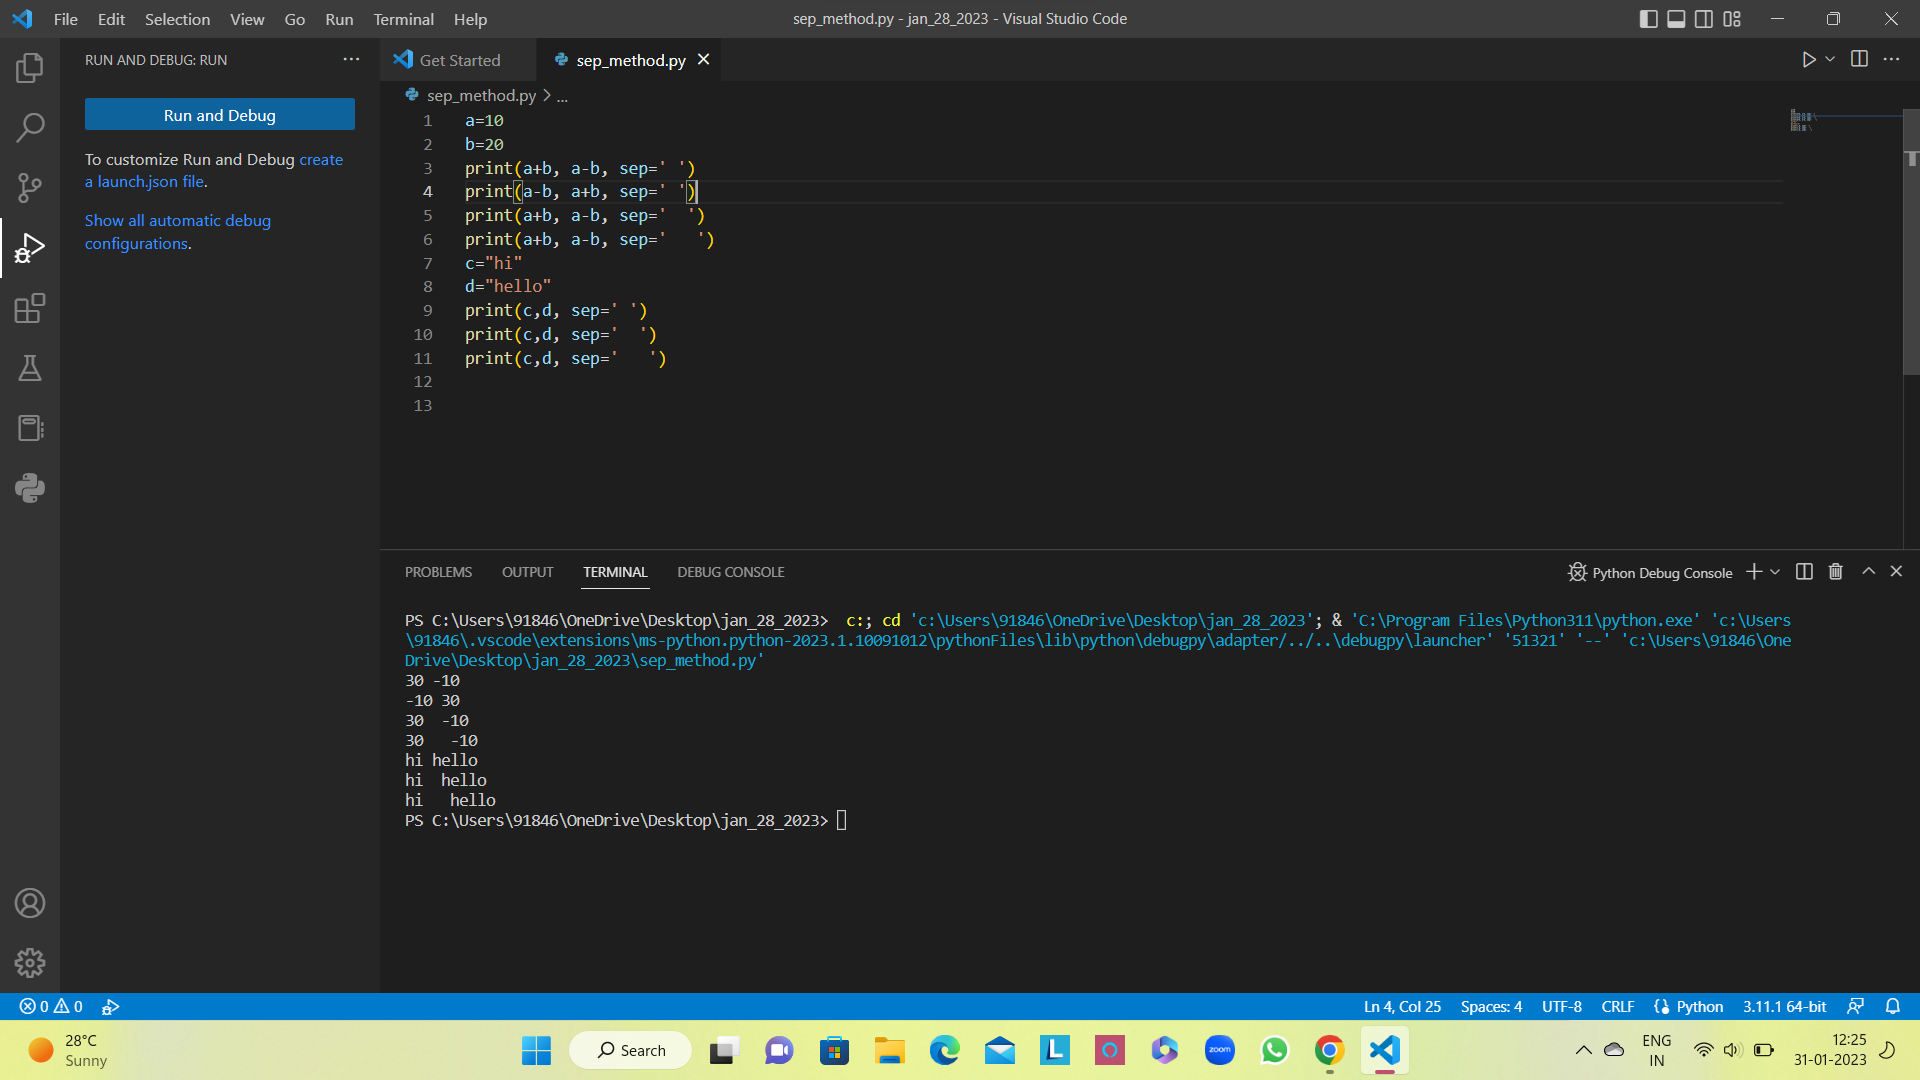 File Edit Selection View Go Run Terminal Help
sep_method.py - jan_28_2023 - Visual Studio Code
RUN AND DEBUG: RUN
Run and Debug
To customize Run and Debug create
a launch.json file.
Show all automatic debug
configurations.
Get Started
sep_method.py
sep_method.py > ...
1 a=10
2 b=20
3 print(a+b, a-b, sep=' ')
4 print(a-b, a+b, sep=' ')
5 print(a+b, a-b, sep='  ')
6 print(a+b, a-b, sep='   ')
7 c="hi"
8 d="hello"
9 print(c,d, sep=' ')
10 print(c,d, sep='  ')
11 print(c,d, sep='   ')
12
13
PROBLEMS OUTPUT TERMINAL DEBUG CONSOLE
Python Debug Console
PS C:\Users\91846\OneDrive\Desktop\jan_28_2023>  c:; cd 'c:\Users\91846\OneDrive\Desktop\jan_28_2023'; & 'C:\Program Files\Python311\python.exe' 'c:\Users
\91846\.vscode\extensions\ms-python.python-2023.1.10091012\pythonFiles\lib\python\debugpy\adapter/../..\debugpy\launcher' '51321' '--' 'c:\Users\91846\One
Drive\Desktop\jan_28_2023\sep_method.py'
30 -10
-10 30
30  -10
30   -10
hi hello
hi  hello
hi   hello
PS C:\Users\91846\OneDrive\Desktop\jan_28_2023>
0 0
Ln 4, Col 25 Spaces: 4 UTF-8 CRLF Python 3.11.1 64-bit
28°C
Sunny
Search
L
O
zoom
ENG
IN
12:25
31-01-2023